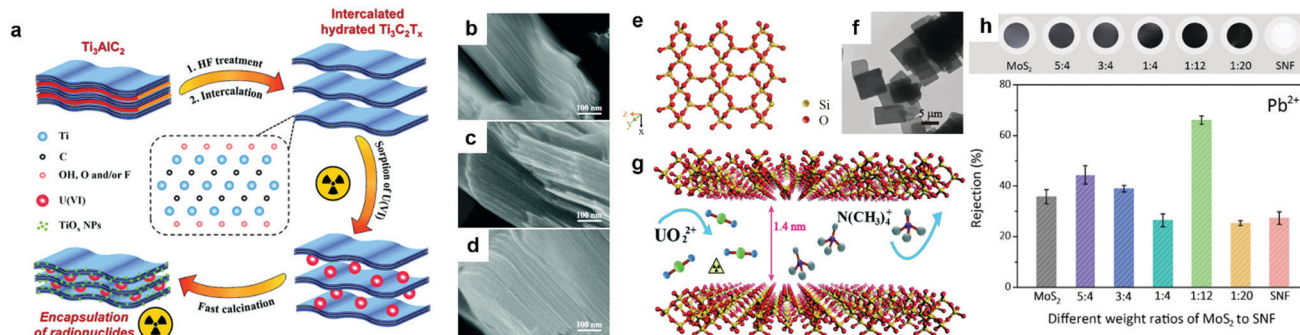 a
Ti₃AlC₂
Intercalated
hydrated Ti₃C₂Tₓ
1. HF treatment
2. Intercalation
Ti
C
OH, O and/or F
U(VI)
TiOₓ NPs
Sorption of U(VI)
Fast calcination
Encapsulation
of radionuclides
b
100 nm
c
100 nm
d
100 nm
e
z
y
x
Si
O
f
5 μm
g
UO₂²⁺
1.4 nm
N(CH₃)₄⁺
h
MoS₂ 5:4 3:4 1:4 1:12 1:20 SNF
Pb²⁺
Rejection (%)
80
60
40
20
0
MoS₂ 5:4 3:4 1:4 1:12 1:20 SNF
Different weight ratios of MoS₂ to SNF